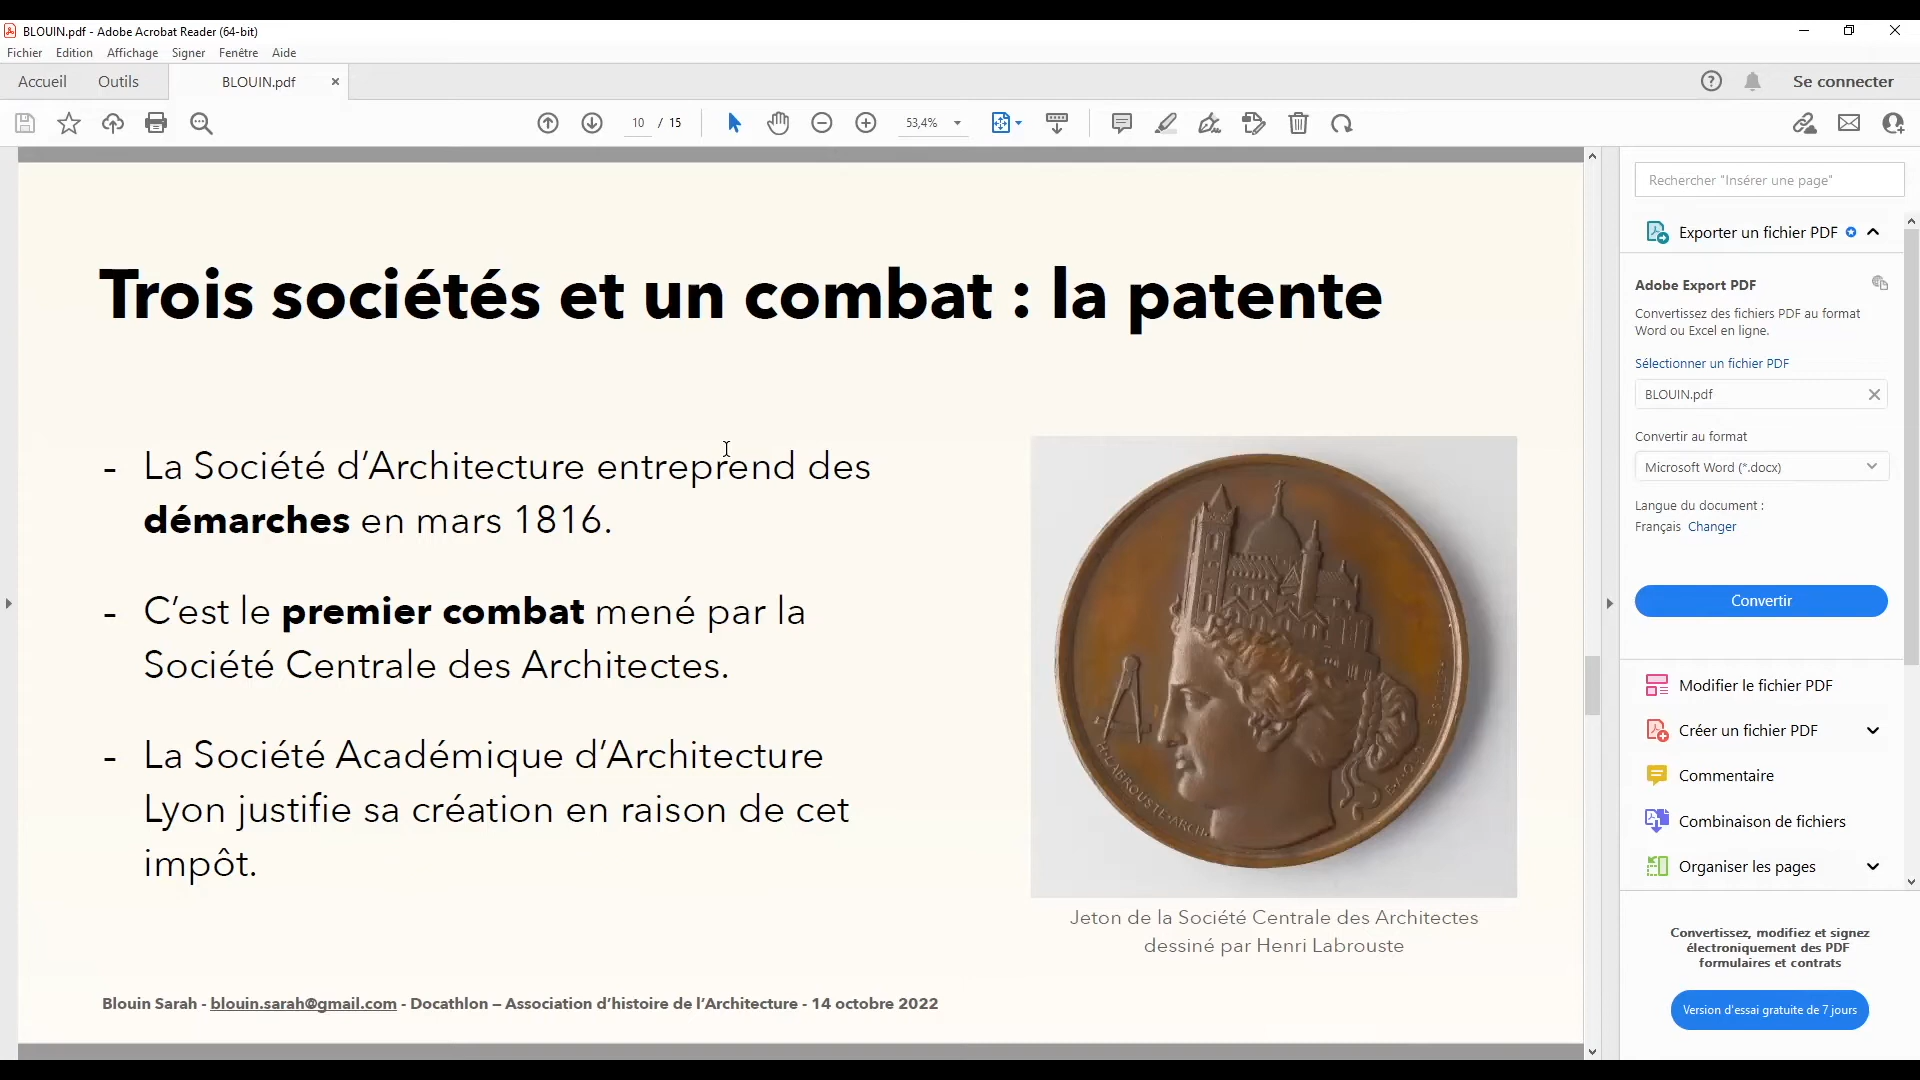 BLOUIN.pdf - Adobe Acrobat Reader (64-bit)
Fichier Edition Affichage Signer Fenêtre Aide
Accueil Outils BLOUIN.pdf
Se connecter
10 / 15 53,4%
Trois sociétés et un combat : la patente
- La Société d’Architecture entreprend des
démarches en mars 1816.
- C’est le premier combat mené par la
Société Centrale des Architectes.
- La Société Académique d’Architecture
Lyon justifie sa création en raison de cet
impôt.
H·LABROUSTE·ARCH·
Jeton de la Société Centrale des Architectes
dessiné par Henri Labrouste
Blouin Sarah - blouin.sarah@gmail.com - Docathlon – Association d’histoire de l’Architecture - 14 octobre 2022
Rechercher "Insérer une page"
Exporter un fichier PDF
Adobe Export PDF
Convertissez des fichiers PDF au format
Word ou Excel en ligne.
Sélectionner un fichier PDF
BLOUIN.pdf
Convertir au format
Microsoft Word (*.docx)
Langue du document :
Français Changer
Convertir
Modifier le fichier PDF
Créer un fichier PDF
Commentaire
Combinaison de fichiers
Organiser les pages
Convertissez, modifiez et signez
électroniquement des PDF
formulaires et contrats
Version d'essai gratuite de 7 jours